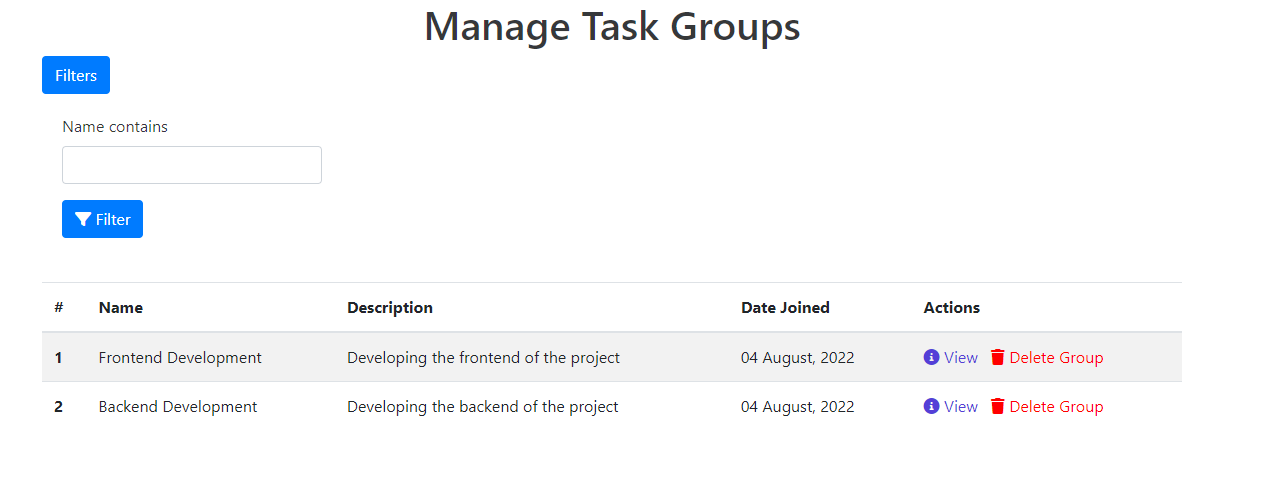 Manage Task Groups
Filters
Name contains
Filter
# Name Description Date Joined Actions
1 Frontend Development Developing the frontend of the project 04 August, 2022 View Delete Group
2 Backend Development Developing the backend of the project 04 August, 2022 View Delete Group